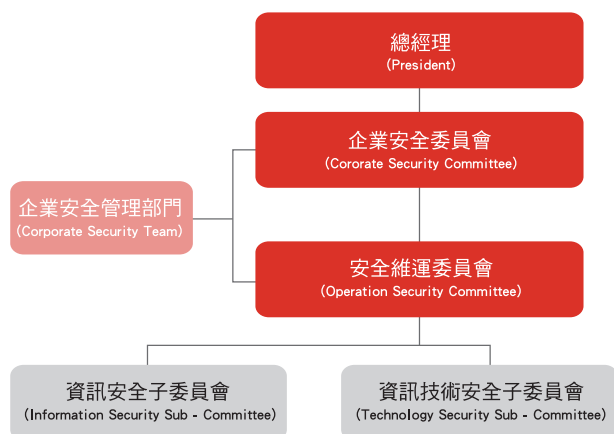 總經理
(President)
企業安全委員會
(Cororate Security Committee)
企業安全管理部門
(Corporate Security Team)
安全維運委員會
(Operation Security Committee)
資訊安全子委員會
(Information Security Sub - Committee)
資訊技術安全子委員會
(Technology Security Sub - Committee)